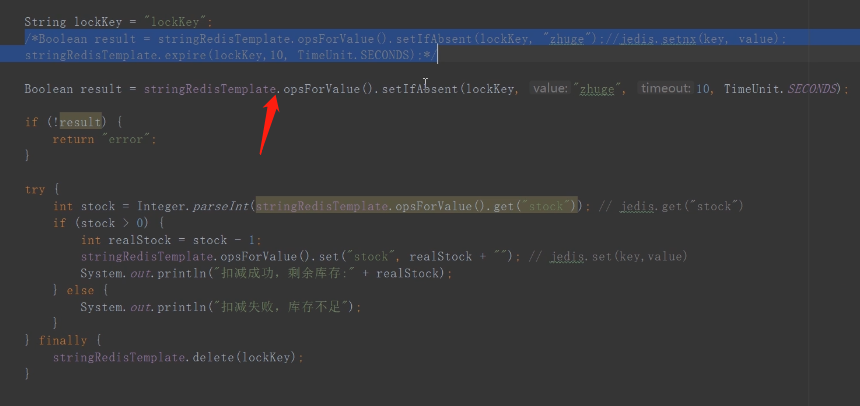 String lockKey = "lockKey";
/*Boolean result = stringRedisTemplate.opsForValue().setIfAbsent(lockKey, "zhuge");//jedis.setnx(key, value);
stringRedisTemplate.expire(lockKey,10, TimeUnit.SECONDS);*/
Boolean result = stringRedisTemplate.opsForValue().setIfAbsent(lockKey, value: "zhuge", timeout: 10, TimeUnit.SECONDS);
if (!result) {
return "error";
}
try {
int stock = Integer.parseInt(stringRedisTemplate.opsForValue().get("stock")); // jedis.get("stock")
if (stock > 0) {
int realStock = stock - 1;
stringRedisTemplate.opsForValue().set("stock", realStock + ""); // jedis.set(key,value)
System.out.println("扣减成功，剩余库存:" + realStock);
} else {
System.out.println("扣减失败，库存不足");
}
} finally {
stringRedisTemplate.delete(lockKey);
}